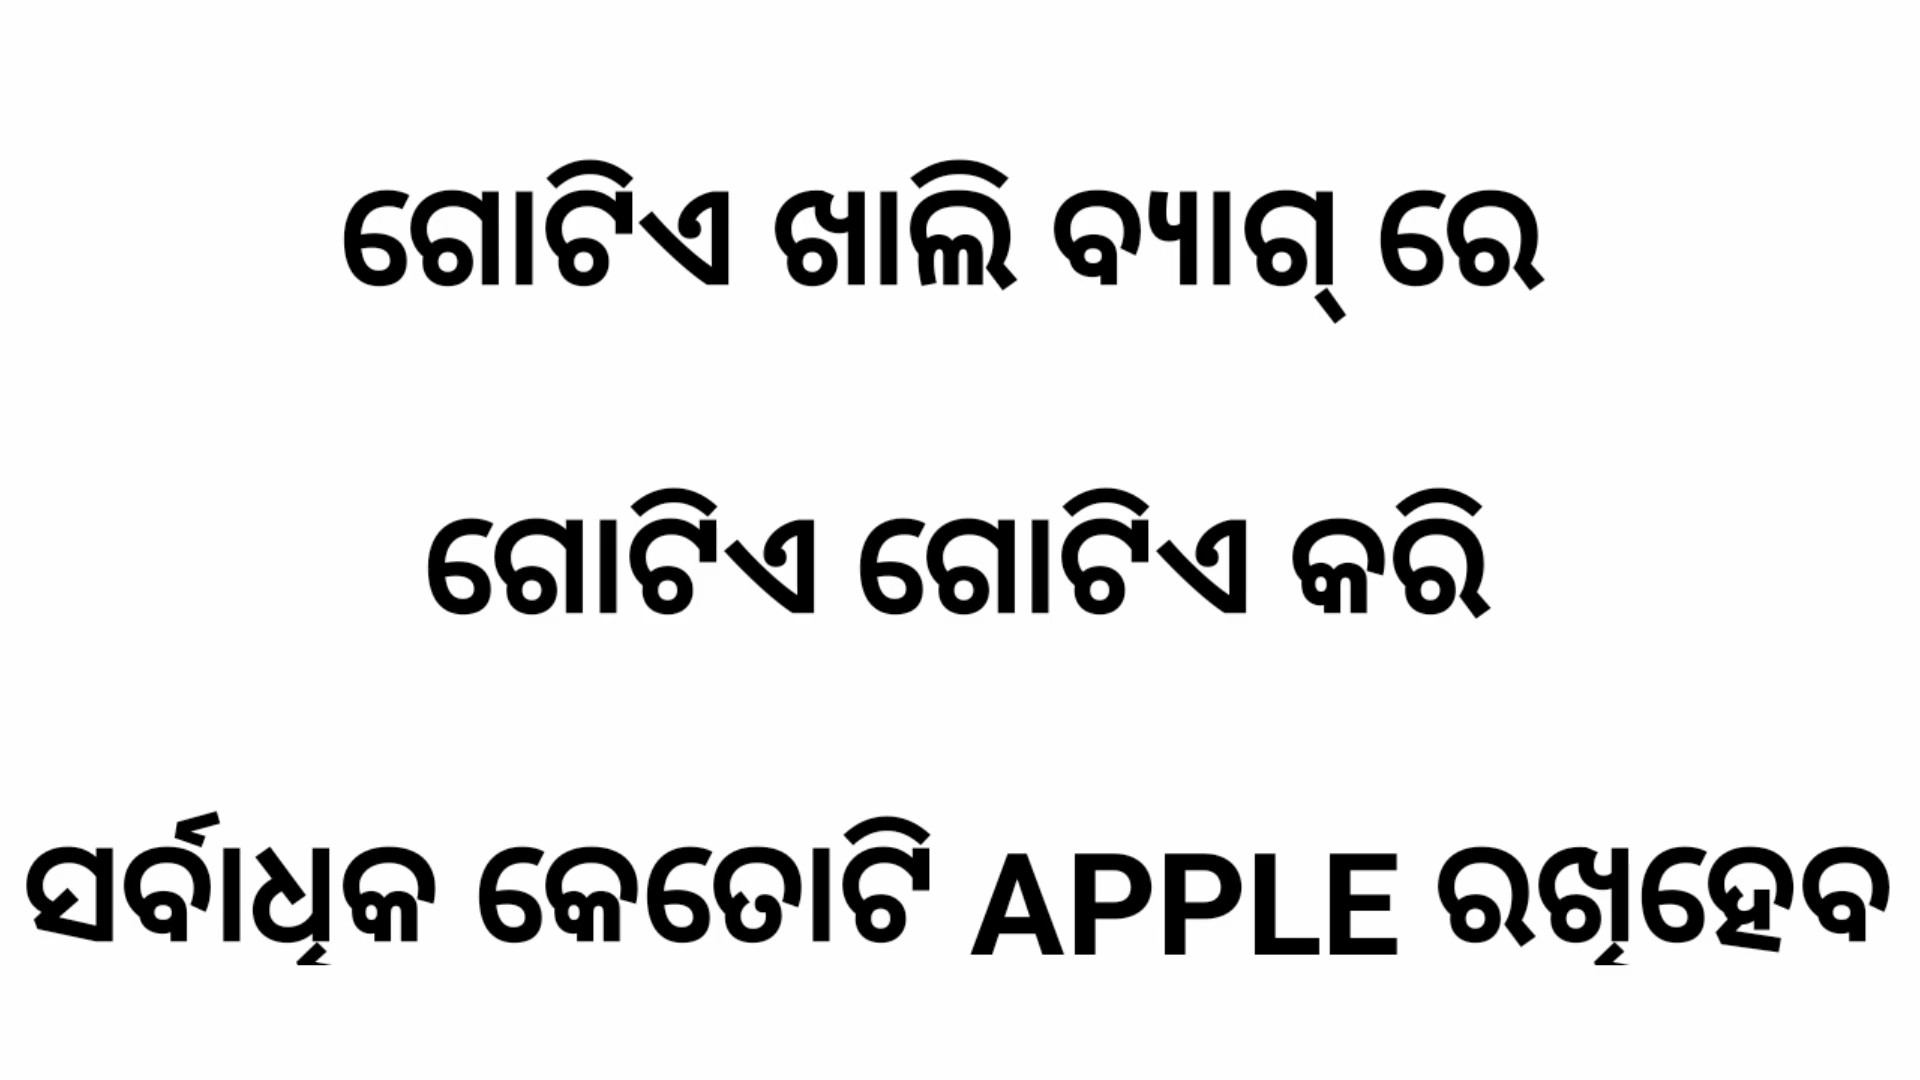 ଗୋଟିଏ ଖାଲି ବ୍ୟାଗ୍ ରେ
ଗୋଟିଏ ଗୋଟିଏ କରି
ସର୍ବାଧିକ କେତୋଟି APPLE ରଖିହେବ